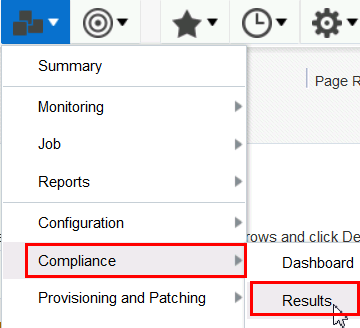 Summary
Page R
Monitoring
Job
Reports
Configuration
rows and click De
Compliance
Dashboard
Results
Provisioning and Patching